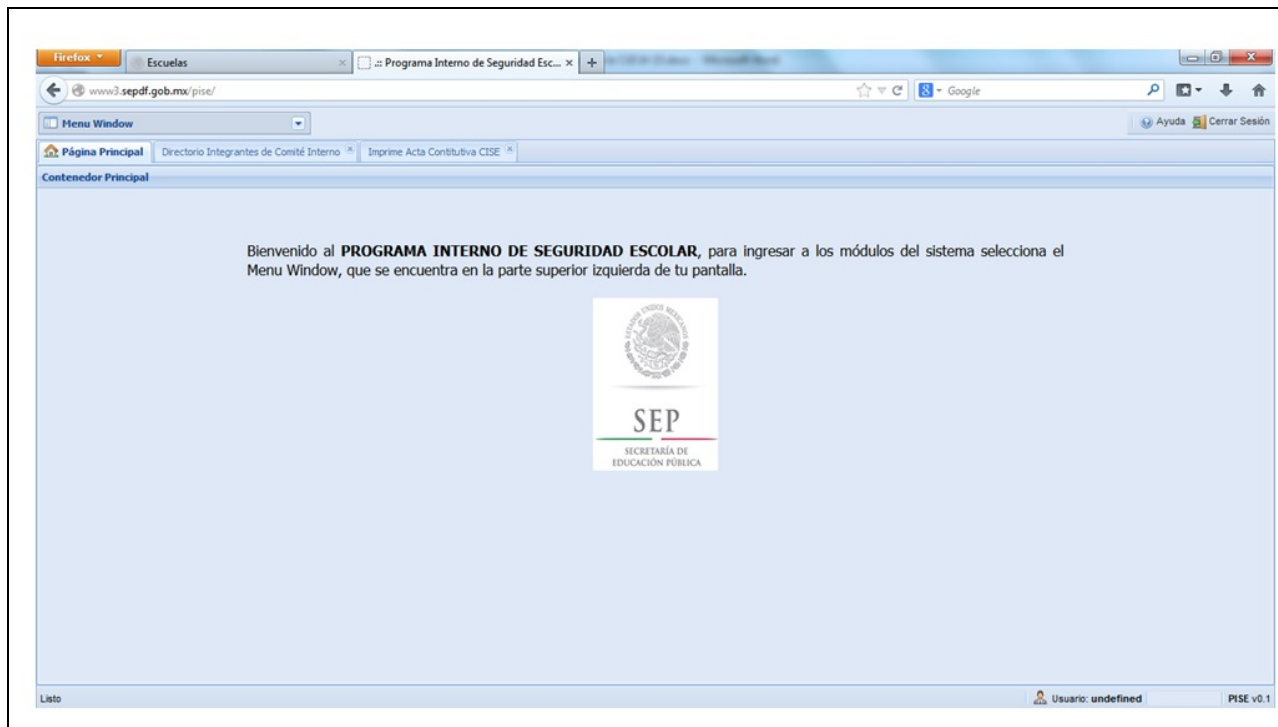 Firefox
Escuelas
.:: Programa Interno de Seguridad Esc...
www3.sepdf.gob.mx/pise/
Google
Menu Window
Ayuda Cerrar Sesión
Página Principal Directorio Integrantes de Comité Interno Imprime Acta Contitutiva CISE
Contenedor Principal
Bienvenido al PROGRAMA INTERNO DE SEGURIDAD ESCOLAR, para ingresar a los módulos del sistema selecciona el
Menu Window, que se encuentra en la parte superior izquierda de tu pantalla.
ESTADOS UNIDOS MEXICANOS
SEP
SECRETARÍA DE
EDUCACIÓN PÚBLICA
Listo
Usuario: undefined
PISE v0.1